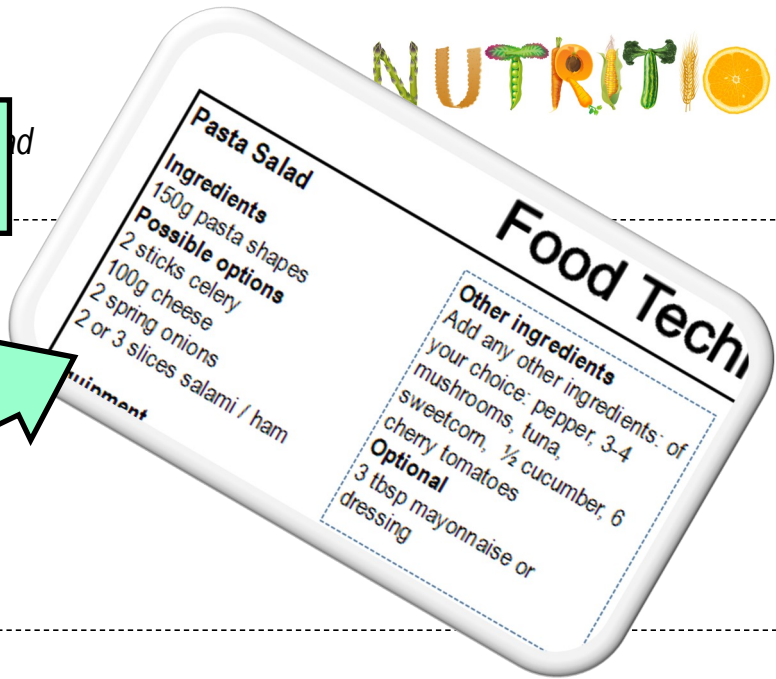 NUTRITIO
nd
Food Techn
Pasta Salad
Ingredients
150g pasta shapes
Possible options
2 sticks celery
100g cheese
2 spring onions
2 or 3 slices salami / ham
Other ingredients
Add any other ingredients: of
your choice: pepper, 3-4
mushrooms, tuna,
sweetcorn, ½ cucumber, 6
cherry tomatoes
Optional
3 tbsp mayonnaise or
dressing